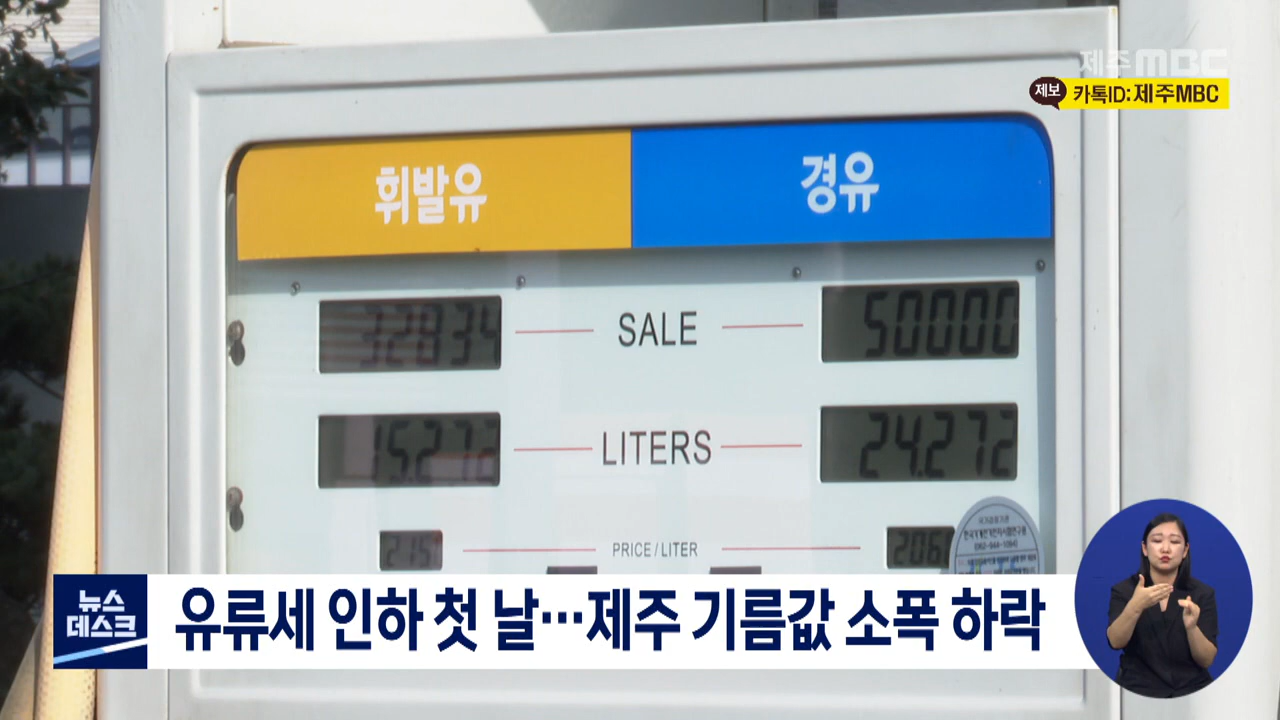 제주MBC
제보 카톡ID:제주MBC
휘발유 경유
32834 SALE 50000
15.272 LITERS 24.272
PRICE/LITER
뉴스
데스크
유류세 인하 첫 날…제주 기름값 소폭 하락